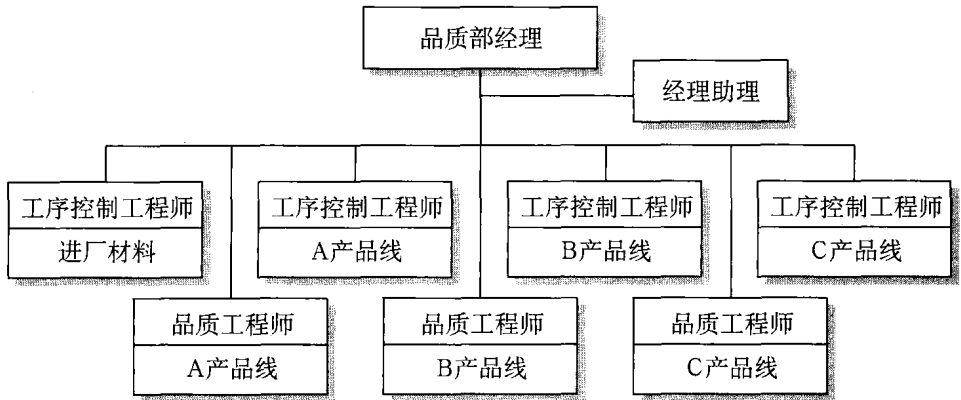 品质部经理
经理助理
工序控制工程师
进厂材料
工序控制工程师
A产品线
工序控制工程师
B产品线
工序控制工程师
C产品线
品质工程师
A产品线
品质工程师
B产品线
品质工程师
C产品线